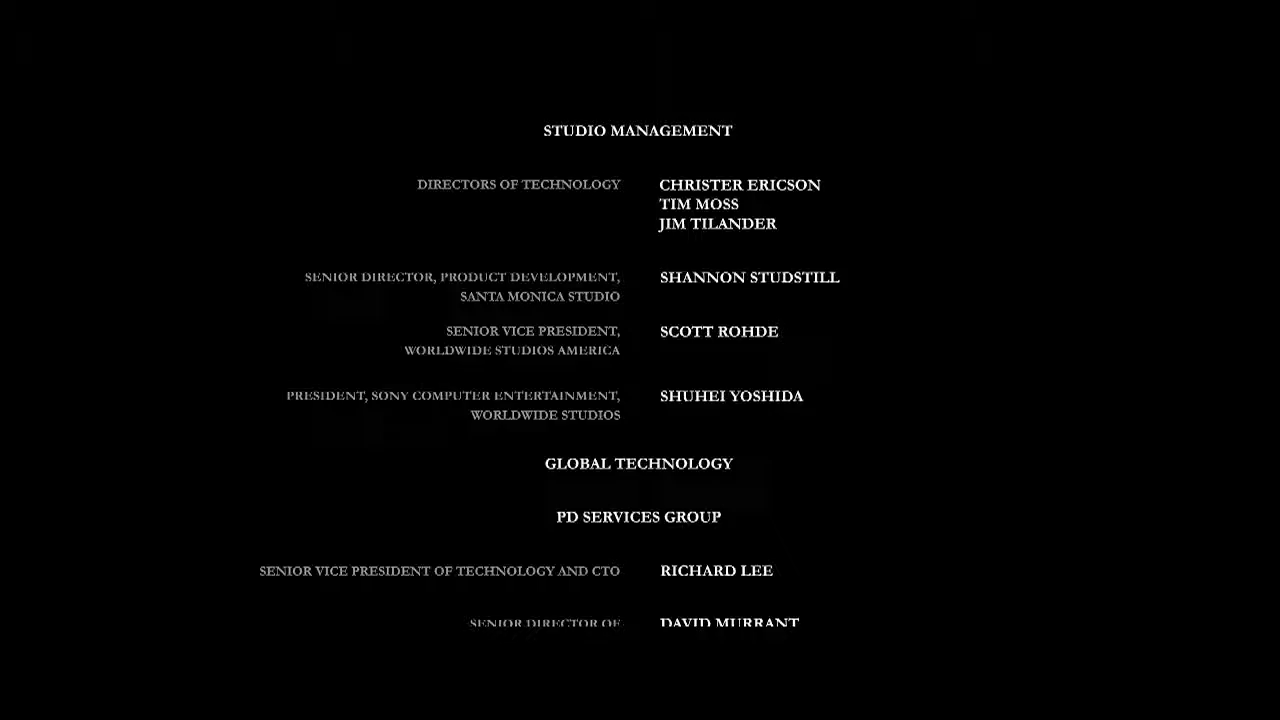 STUDIO MANAGEMENT
DIRECTORS OF TECHNOLOGY CHRISTER ERICSON
TIM MOSS
JIM TILANDER
SENIOR DIRECTOR, PRODUCT DEVELOPMENT, SHANNON STUDSTILL
SANTA MONICA STUDIO
SENIOR VICE PRESIDENT, SCOTT ROHDE
WORLDWIDE STUDIOS AMERICA
PRESIDENT, SONY COMPUTER ENTERTAINMENT, SHUHEI YOSHIDA
WORLDWIDE STUDIOS
GLOBAL TECHNOLOGY
PD SERVICES GROUP
SENIOR VICE PRESIDENT OF TECHNOLOGY AND CTO RICHARD LEE
SENIOR DIRECTOR OF DAVID MURRANT